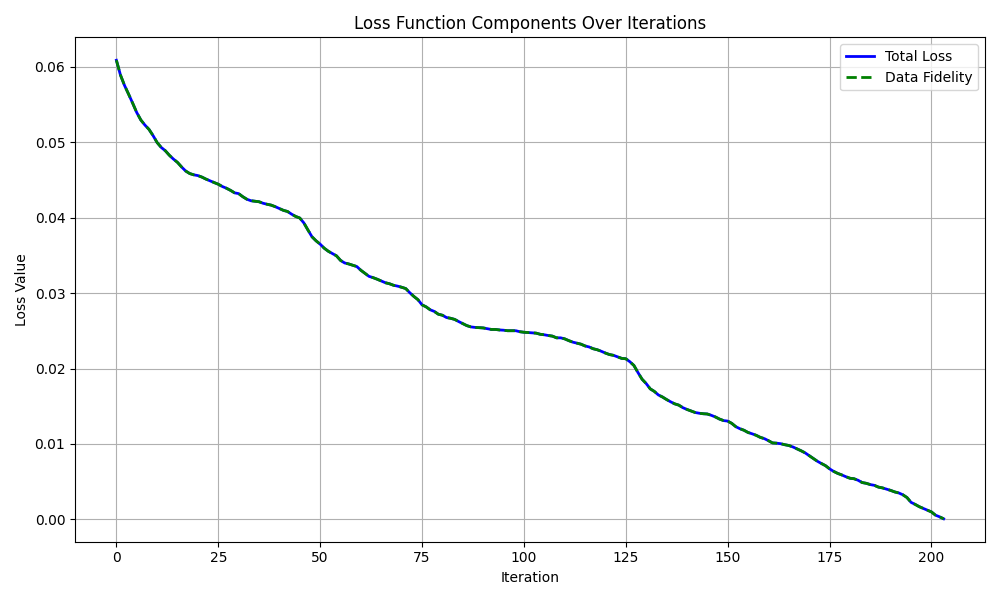 Loss Function Components Over Iterations
Total Loss
Data Fidelity
0.06
0.05
0.04
0.03
0.02
0.01
0.00
Loss Value
0 25 50 75 100 125 150 175 200
Iteration